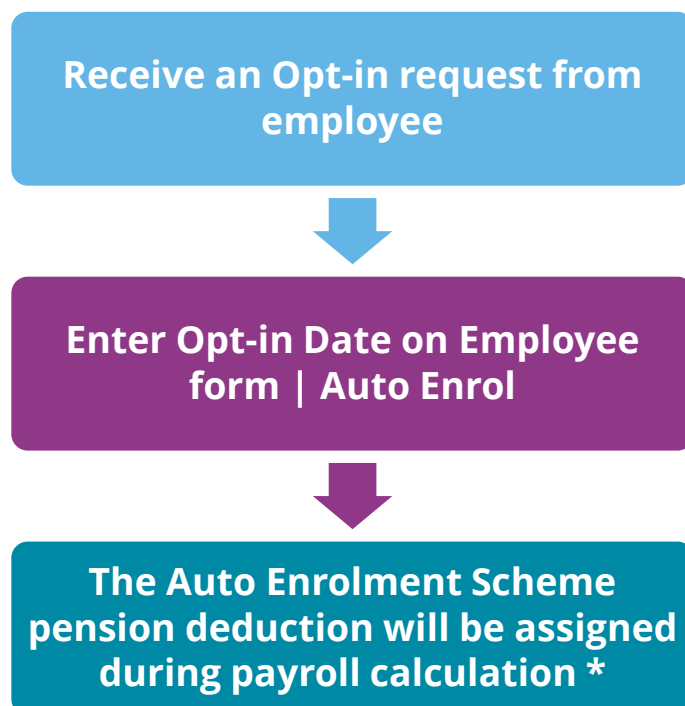 Receive an Opt-in request from
employee
Enter Opt-in Date on Employee
form | Auto Enrol
The Auto Enrolment Scheme
pension deduction will be assigned
during payroll calculation *